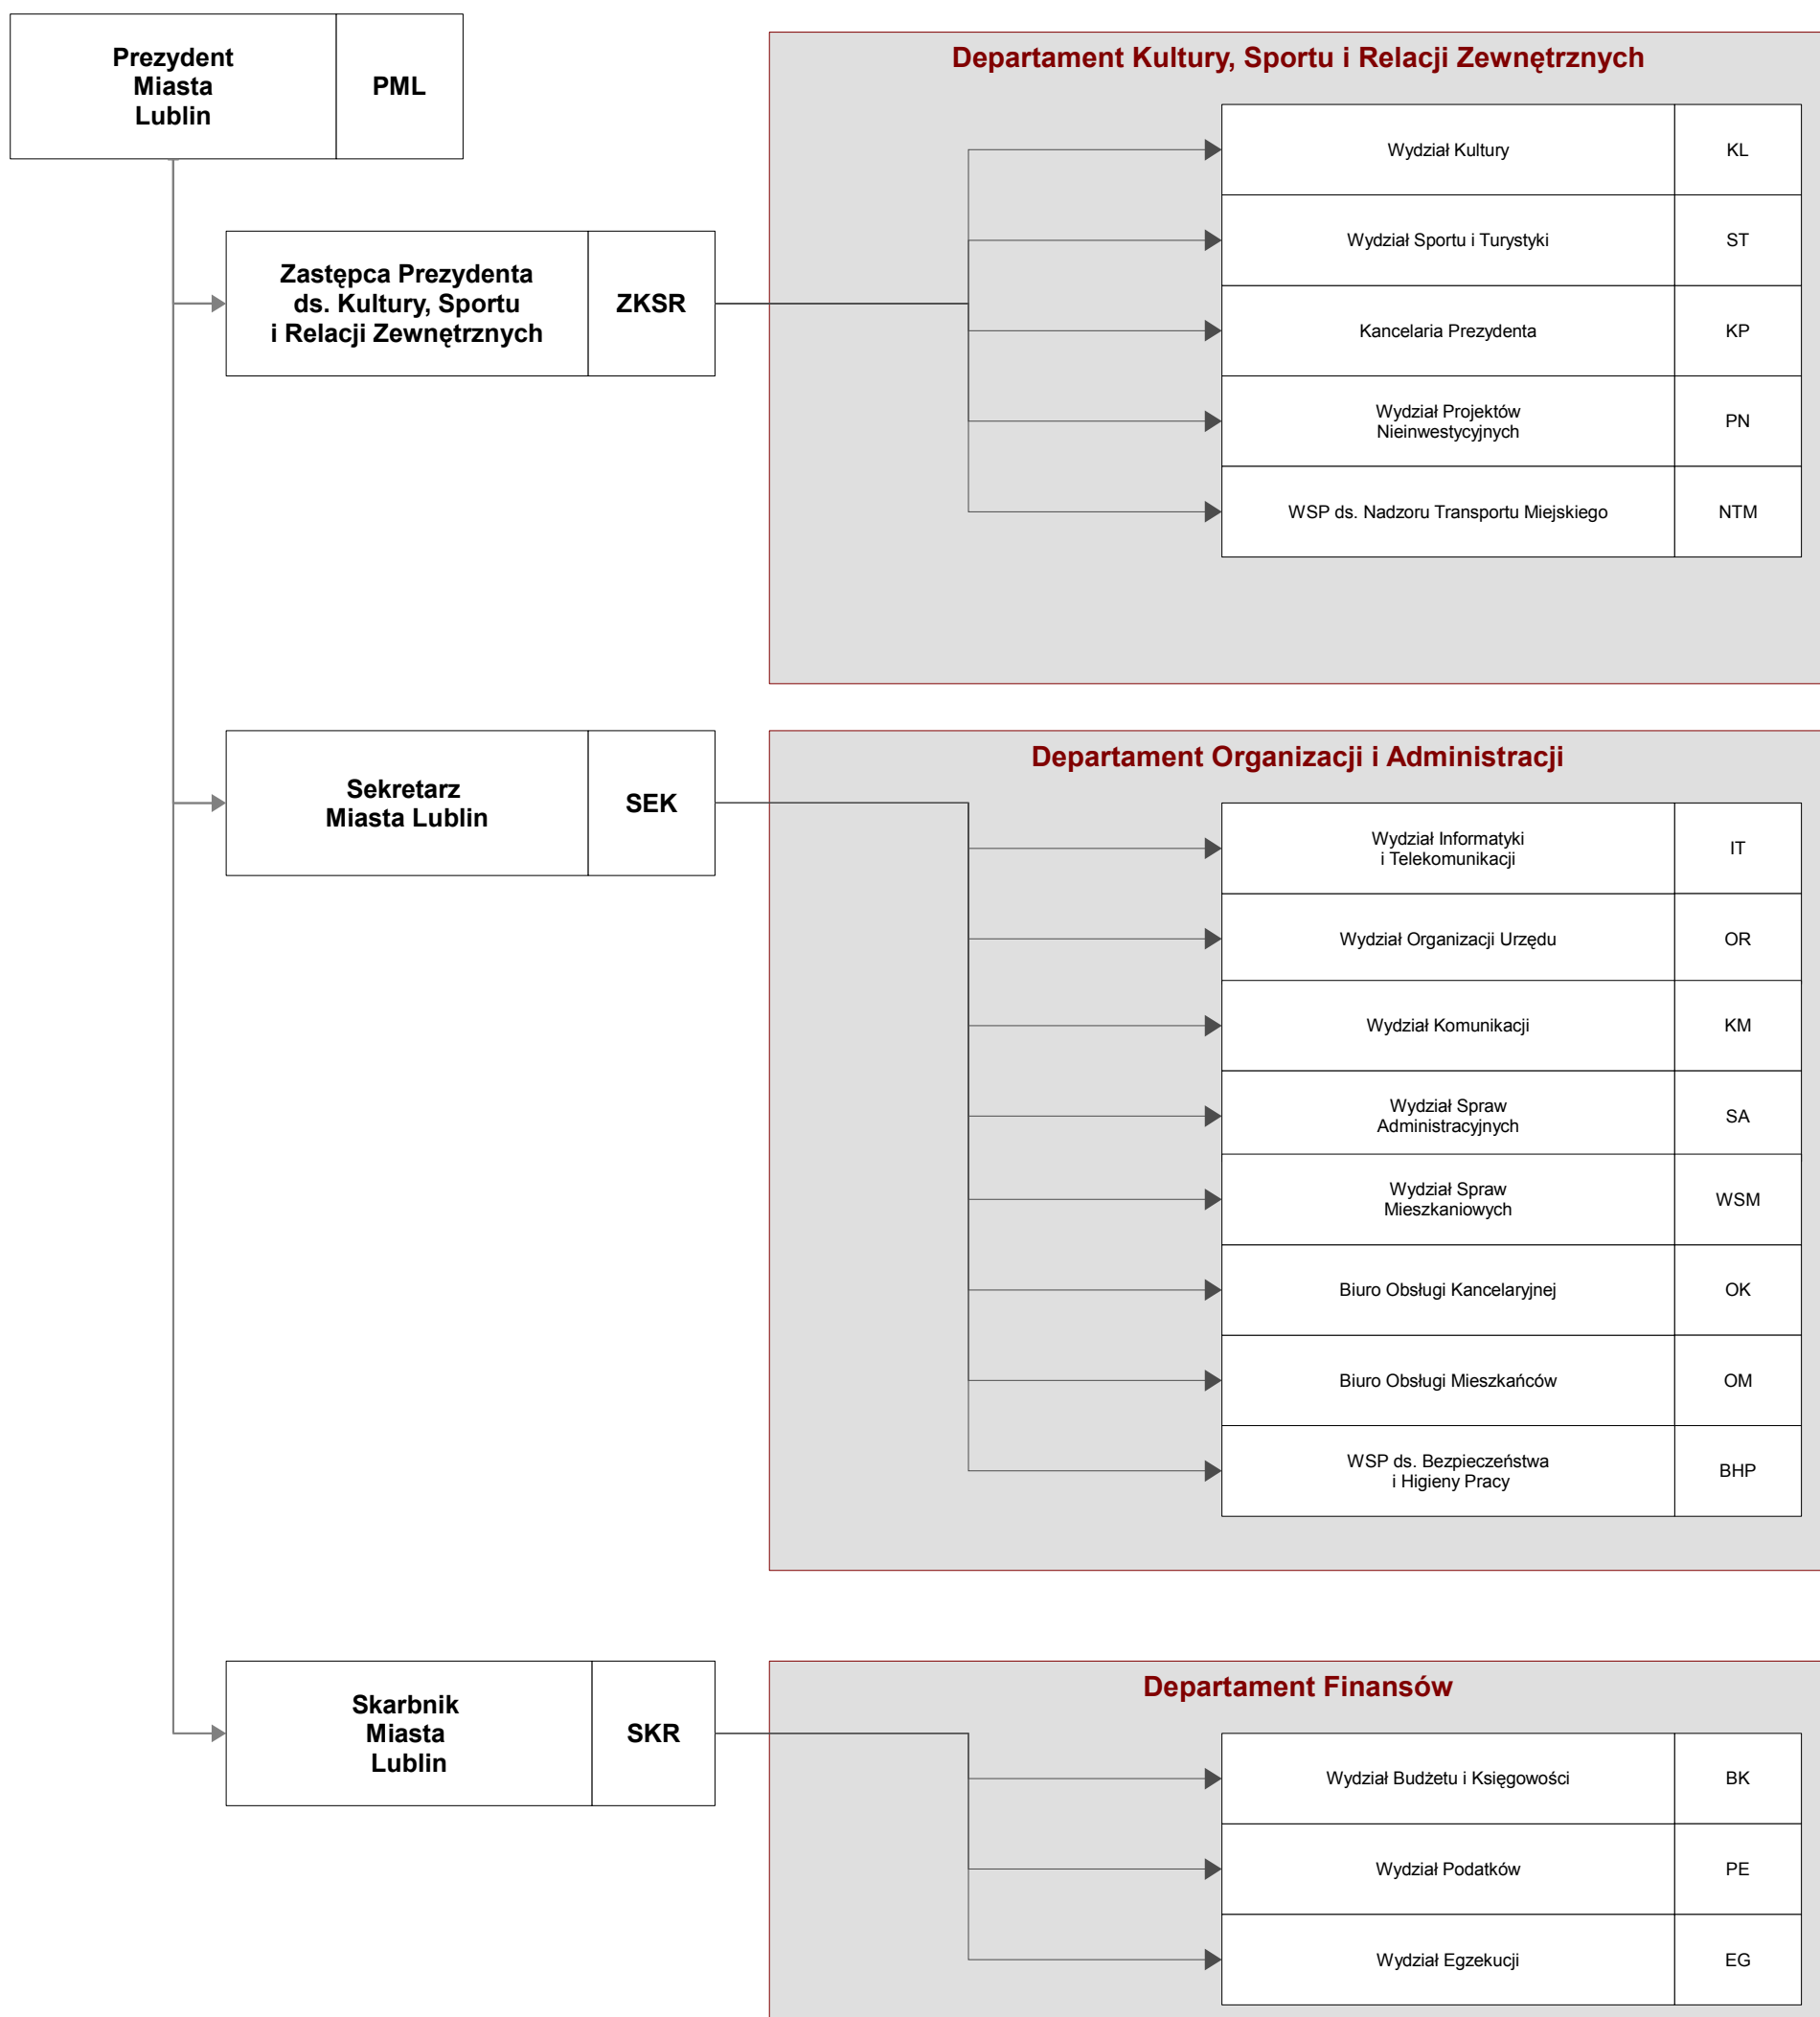 Prezydent
Miasta
Lublin
PML
Departament Kultury, Sportu i Relacji Zewnętrznych
Zastępca Prezydenta
ds. Kultury, Sportu
i Relacji Zewnętrznych
ZKSR
Wydział Kultury
KL
Wydział Sportu i Turystyki
ST
Kancelaria Prezydenta
KP
Wydział Projektów
Nieinwestycyjnych
PN
WSP ds. Nadzoru Transportu Miejskiego
NTM
Sekretarz
Miasta Lublin
SEK
Departament Organizacji i Administracji
Wydział Informatyki
i Telekomunikacji
IT
Wydział Organizacji Urzędu
OR
Wydział Komunikacji
KM
Wydział Spraw
Administracyjnych
SA
Wydział Spraw
Mieszkaniowych
WSM
Biuro Obsługi Kancelaryjnej
OK
Biuro Obsługi Mieszkańców
OM
WSP ds. Bezpieczeństwa
i Higieny Pracy
BHP
Skarbnik
Miasta
Lublin
SKR
Departament Finansów
Wydział Budżetu i Księgowości
BK
Wydział Podatków
PE
Wydział Egzekucji
EG